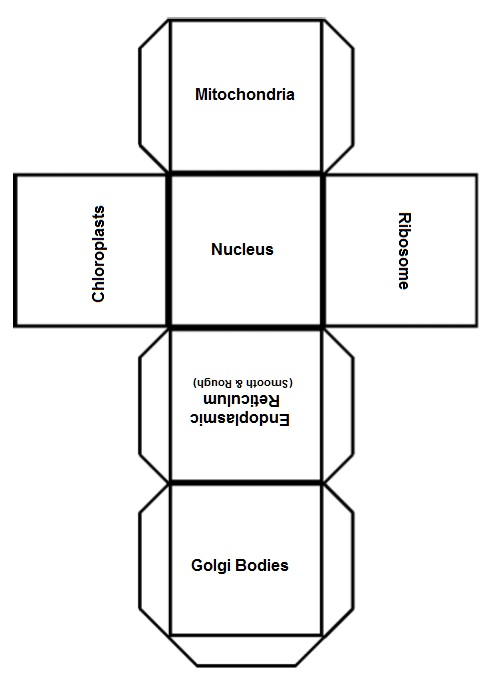 Mitochondria
Chloroplasts
Nucleus
Ribosome
Endoplasmic
Reticulum
(Smooth & Rough)
Golgi Bodies